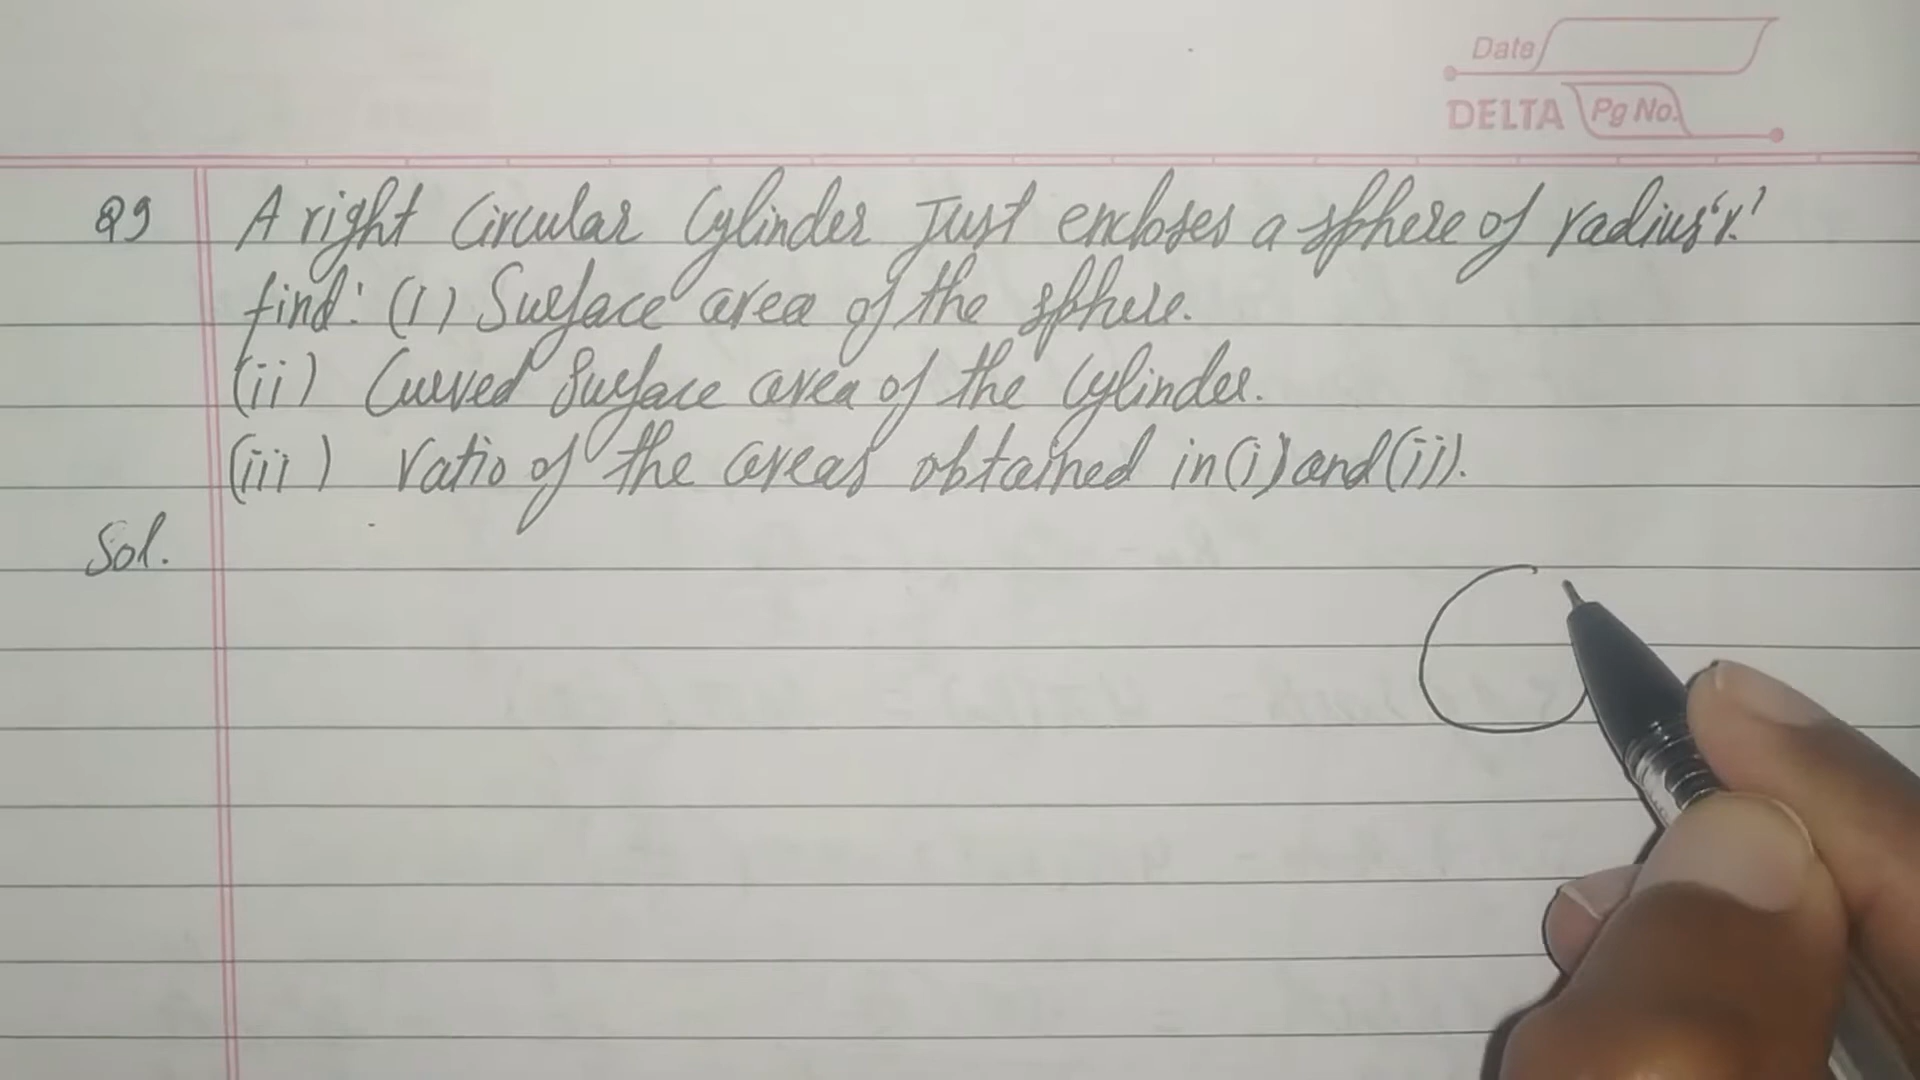 Date
DELTA Pg No.
Q9 A right Circular Cylinder Just encloses a sphere of radius 'r.'
find: (i) Surface area of the sphere.
(ii) Curved Surface area of the Cylinder.
(iii) ratio of the areas obtained in (i) and (ii).
Sol.